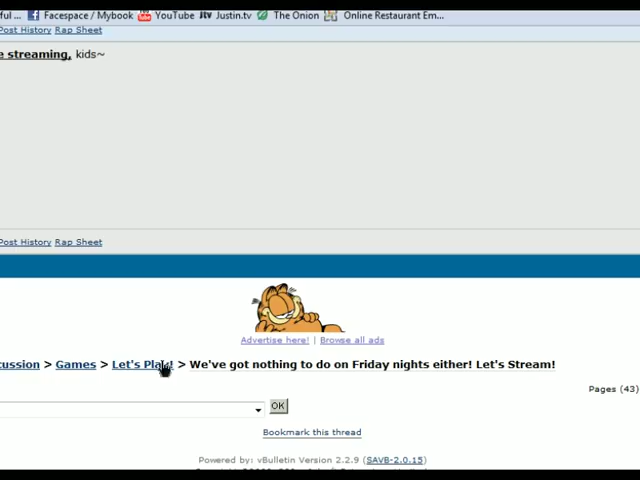 ful ... Facespace / Mybook YouTube Jtv Justin.tv The Onion Online Restaurant Em...
Post History Rap Sheet
e streaming, kids~
Post History Rap Sheet
Advertise here! | Browse all ads
cussion > Games > Let's Play! > We've got nothing to do on Friday nights either! Let's Stream!
Pages (43)
OK
Bookmark this thread
Powered by: vBulletin Version 2.2.9 (SAVB-2.0.15)